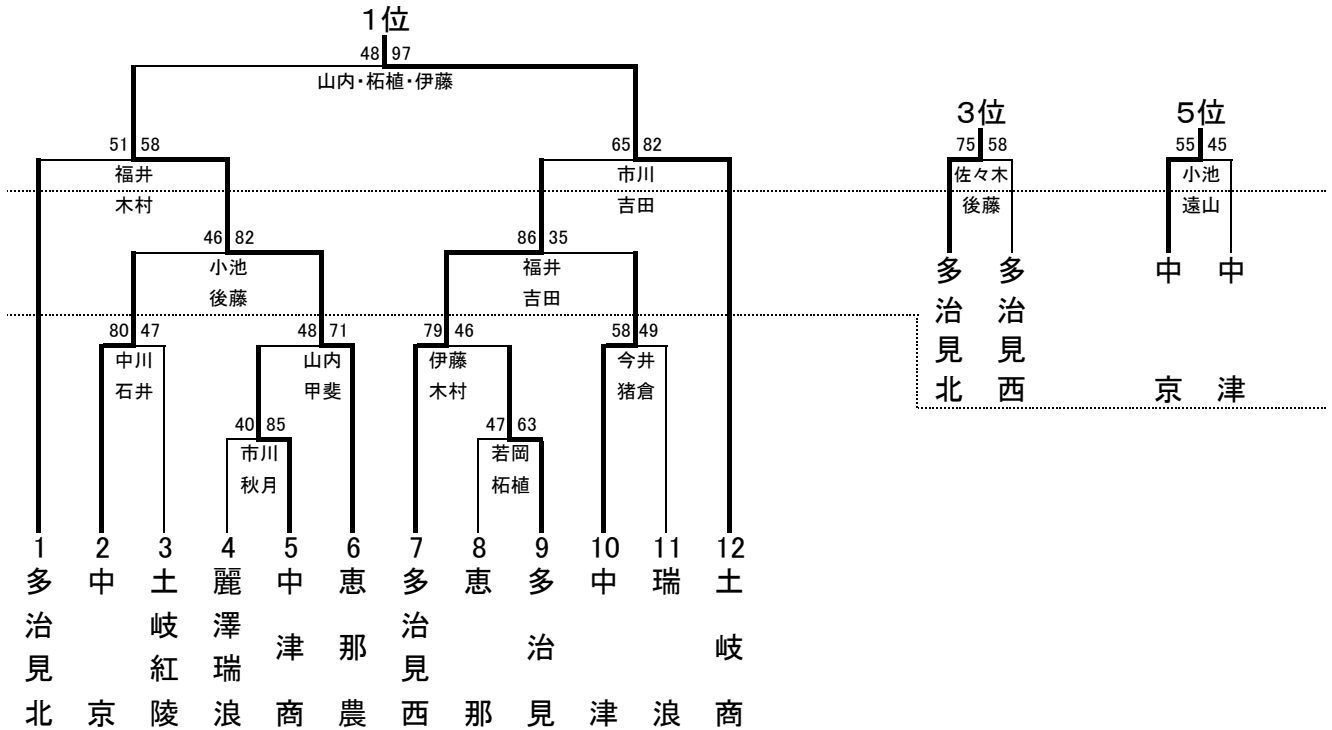 1位
48 97
山内・柘植・伊藤
3位
5位
51 58
65 82
75 58
55 45
福井
木村
市川
吉田
佐々木
後藤
小池
遠山
46 82
86 35
小池
後藤
福井
吉田
多治見北
多治見西
中京
中津
80 47
48 71
79 46
58 49
中川
石井
山内
甲斐
伊藤
木村
今井
猪倉
40 85
47 63
市川
秋月
若岡
柘植
1 多治見北
2 中京
3 土岐紅陵
4 麗澤瑞浪
5 中津商
6 恵那農
7 多治見西
8 恵那
9 多治見
10 中津
11 瑞浪
12 土岐商